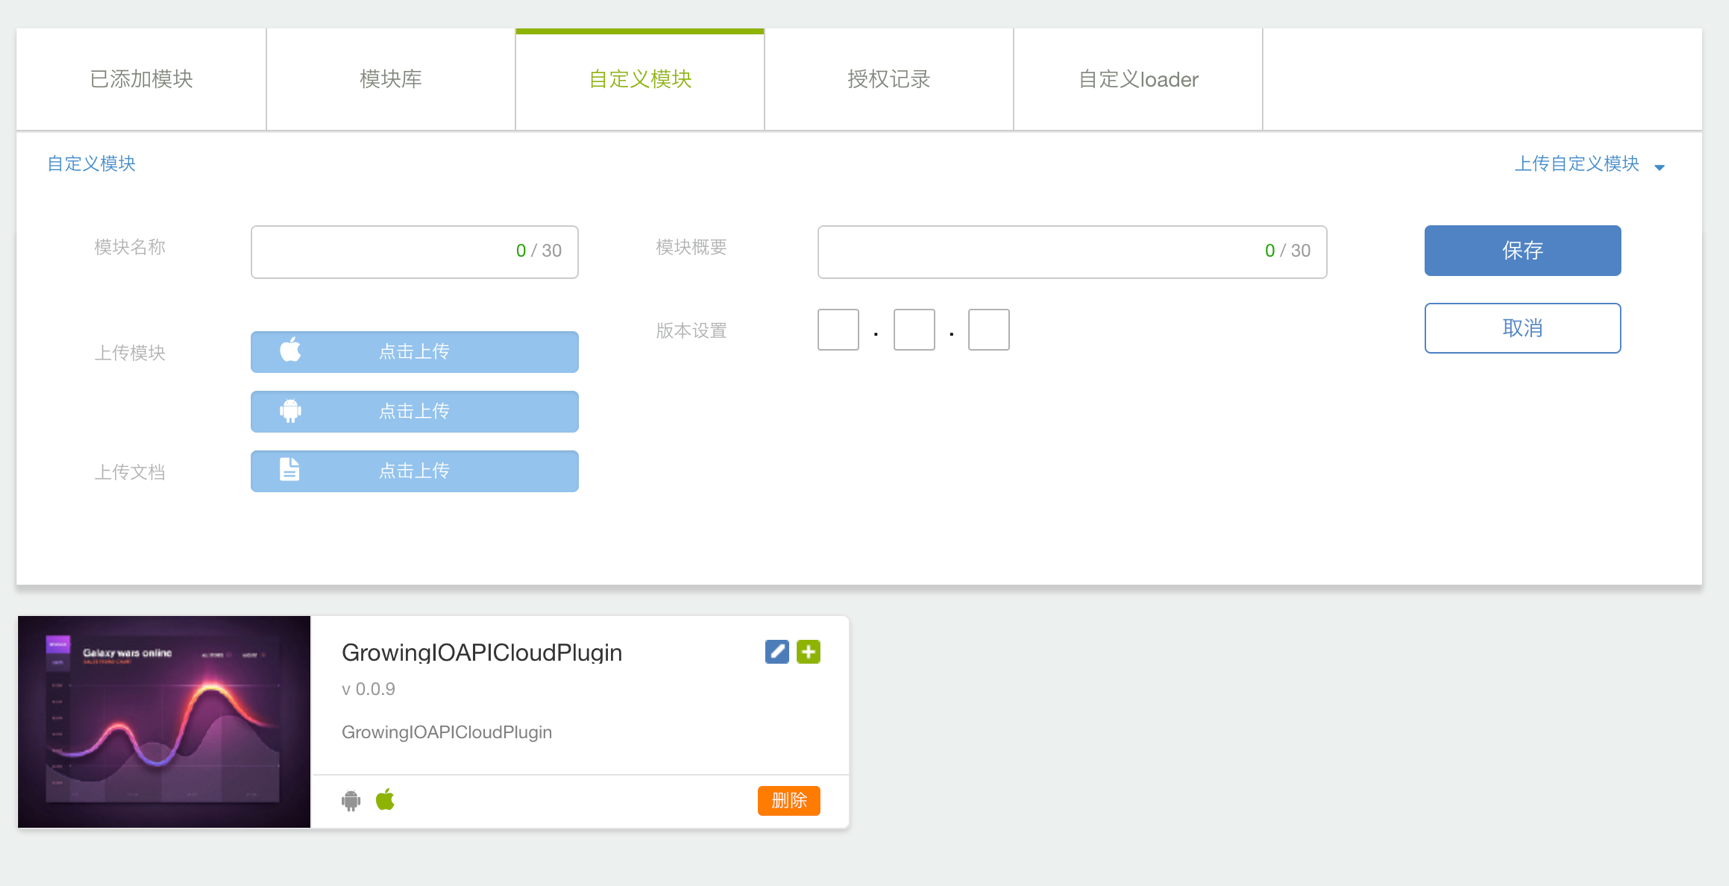 已添加模块
模块库
自定义模块
授权记录
自定义loader
自定义模块
上传自定义模块
模块名称
0 / 30
模块概要
0 / 30
保存
版本设置
. .
取消
上传模块
点击上传
点击上传
上传文档
点击上传
Galaxy wars online
GrowingIOAPICloudPlugin
v 0.0.9
GrowingIOAPICloudPlugin
删除